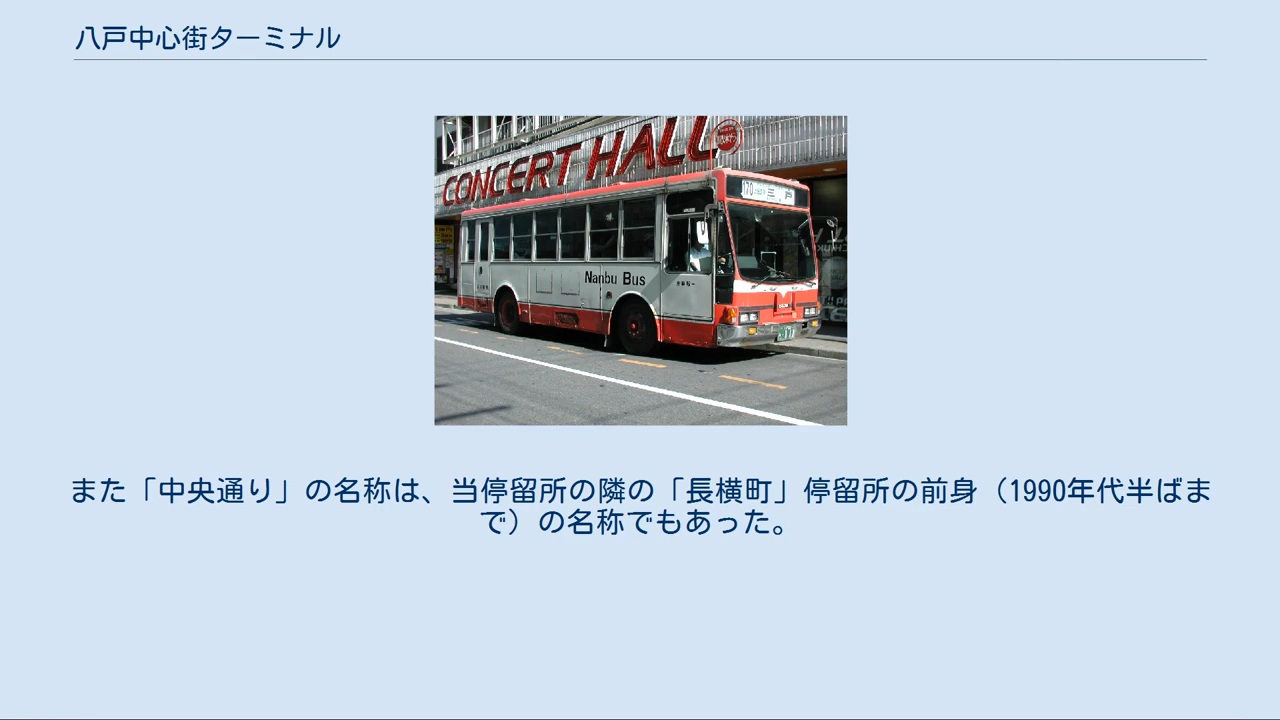 八戸中心街ターミナル
CONCERT HALL
170 三戸
Nanbu Bus
また「中央通り」の名称は、当停留所の隣の「長横町」停留所の前身（1990年代半ばま
で）の名称でもあった。